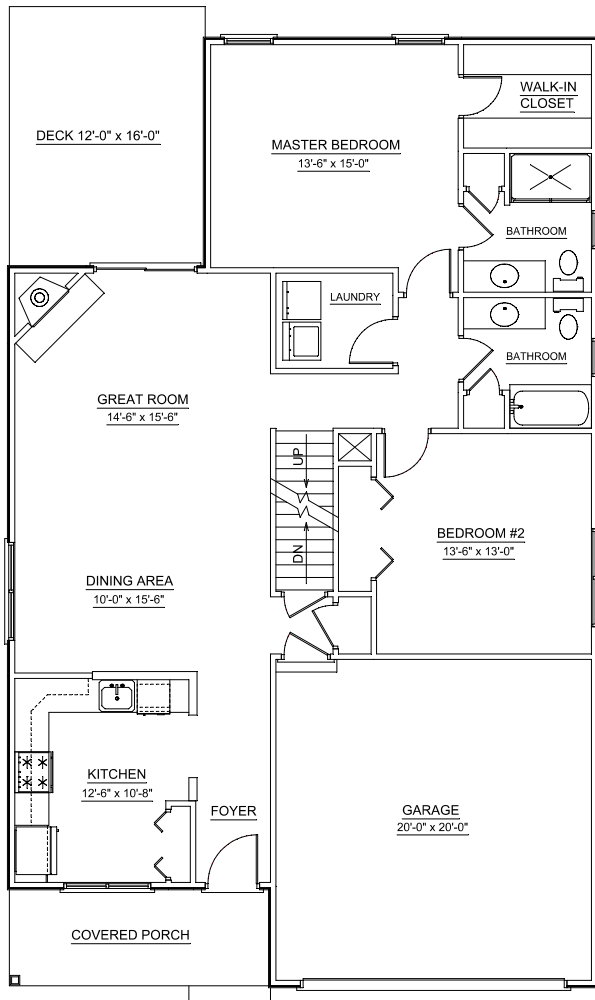 DECK 12'-0" x 16'-0"
MASTER BEDROOM
13'-6" x 15'-0"
WALK-IN
CLOSET
BATHROOM
LAUNDRY
BATHROOM
GREAT ROOM
14'-6" x 15'-6"
UP
DN
BEDROOM #2
13'-6" x 13'-0"
DINING AREA
10'-0" x 15'-6"
KITCHEN
12'-6" x 10'-8"
FOYER
GARAGE
20'-0" x 20'-0"
COVERED PORCH